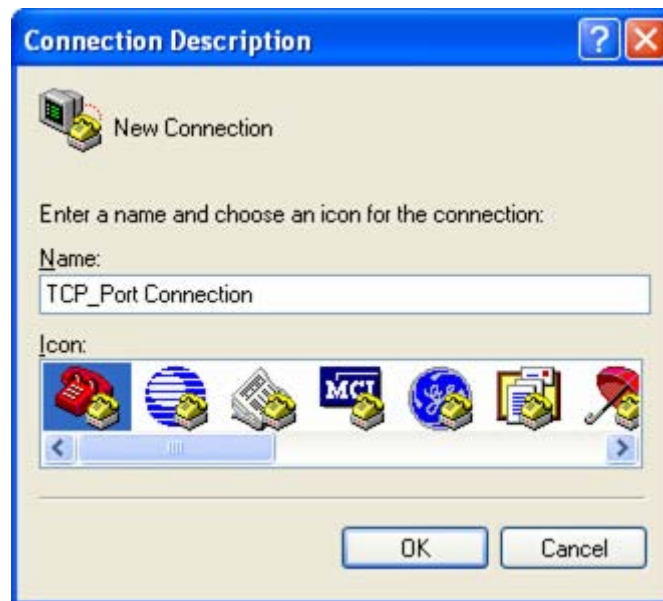 Connection Description
New Connection
Enter a name and choose an icon for the connection:
Name:
TCP_Port Connection
Icon:
MCI
OK
Cancel